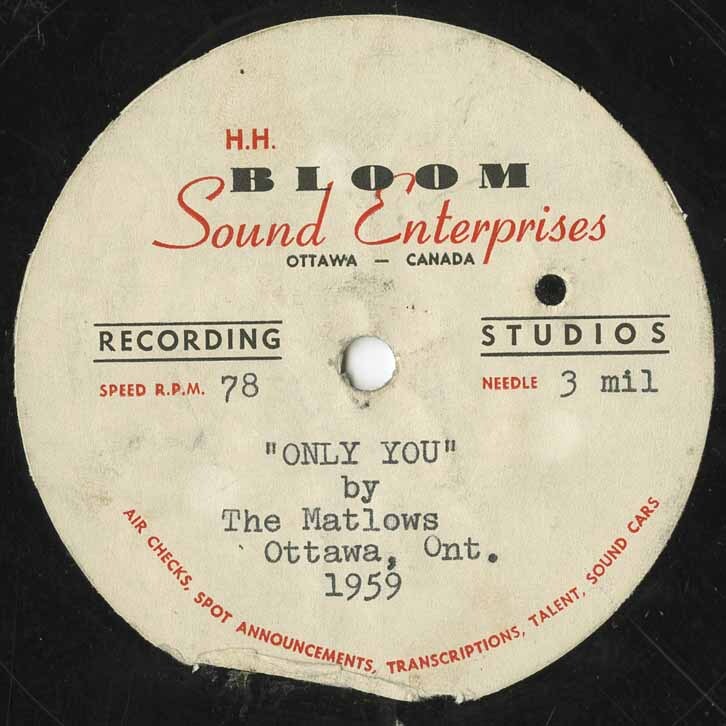 H.H.
BLOOM
Sound Enterprises
OTTAWA — CANADA
RECORDING STUDIOS
SPEED R.P.M. 78 NEEDLE 3 mil
"ONLY YOU"
by
The Matlows
Ottawa, Ont.
1959
AIR CHECKS, SPOT ANNOUNCEMENTS, TRANSCRIPTIONS, TALENT, SOUND CARS